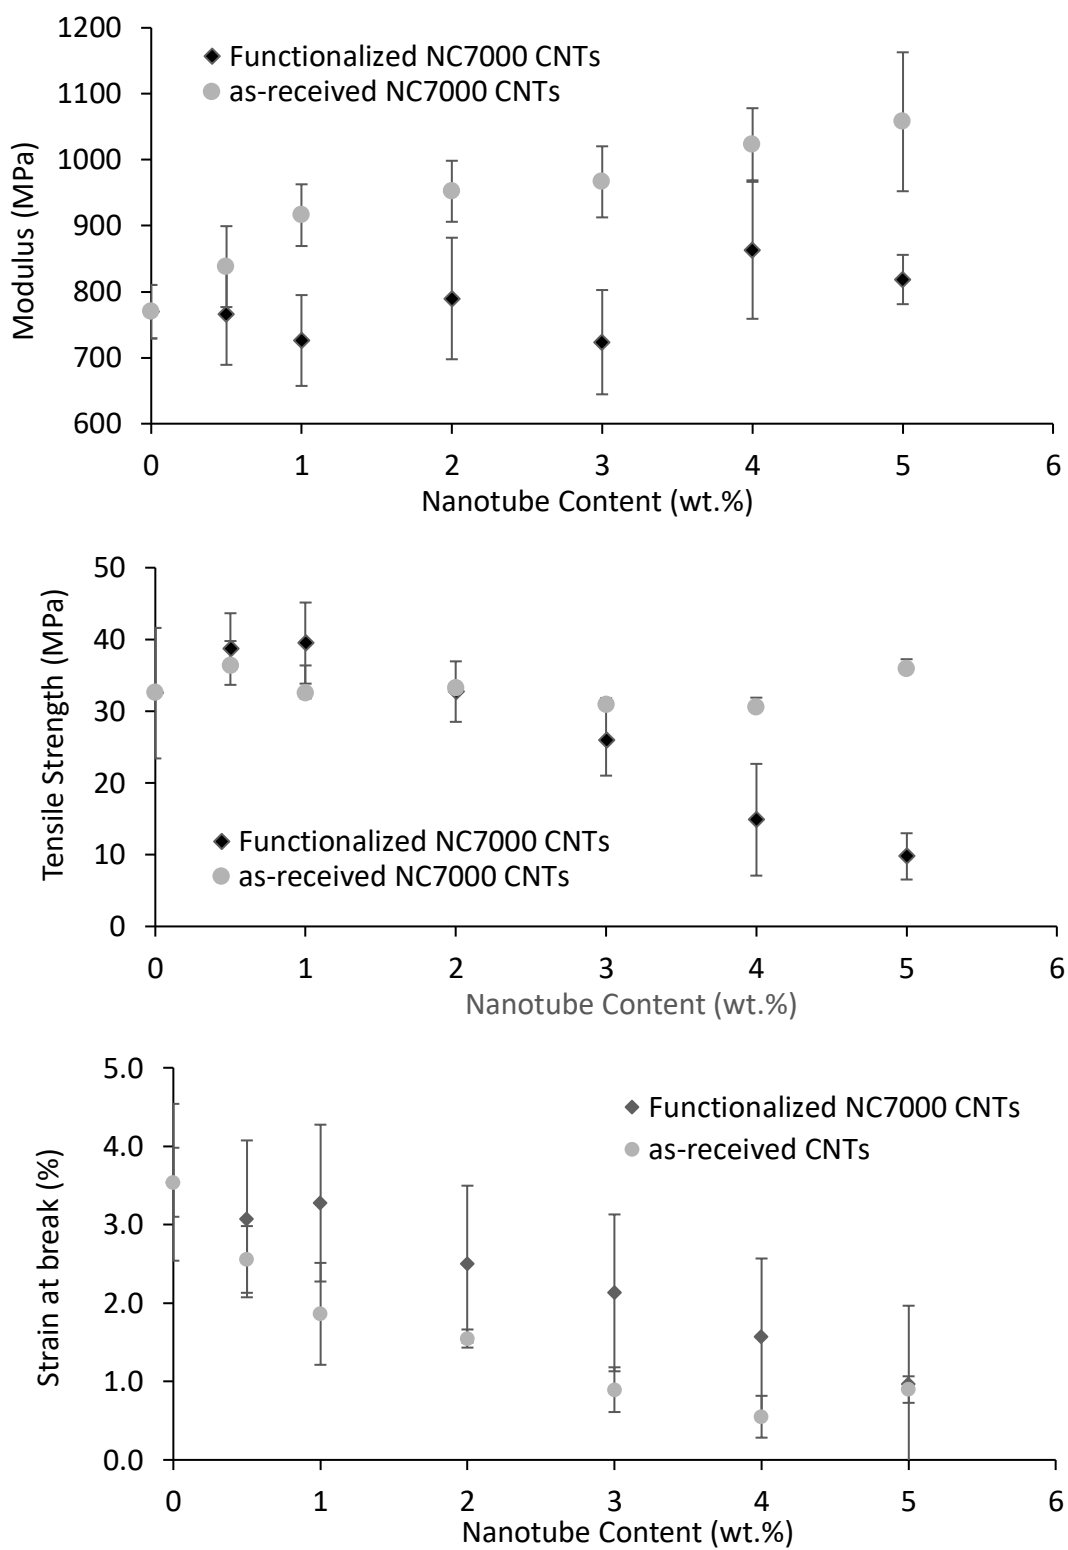 1200
Functionalized NC7000 CNTs
as-received NC7000 CNTs
1100
1000
900
800
700
600
Modulus (MPa)
0 1 2 3 4 5 6
Nanotube Content (wt.%)
50
40
30
20
10
0
Tensile Strength (MPa)
Functionalized NC7000 CNTs
as-received NC7000 CNTs
0 1 2 3 4 5 6
Nanotube Content (wt.%)
5.0
4.0
3.0
2.0
1.0
0.0
Strain at break (%)
Functionalized NC7000 CNTs
as-received CNTs
0 1 2 3 4 5 6
Nanotube Content (wt.%)